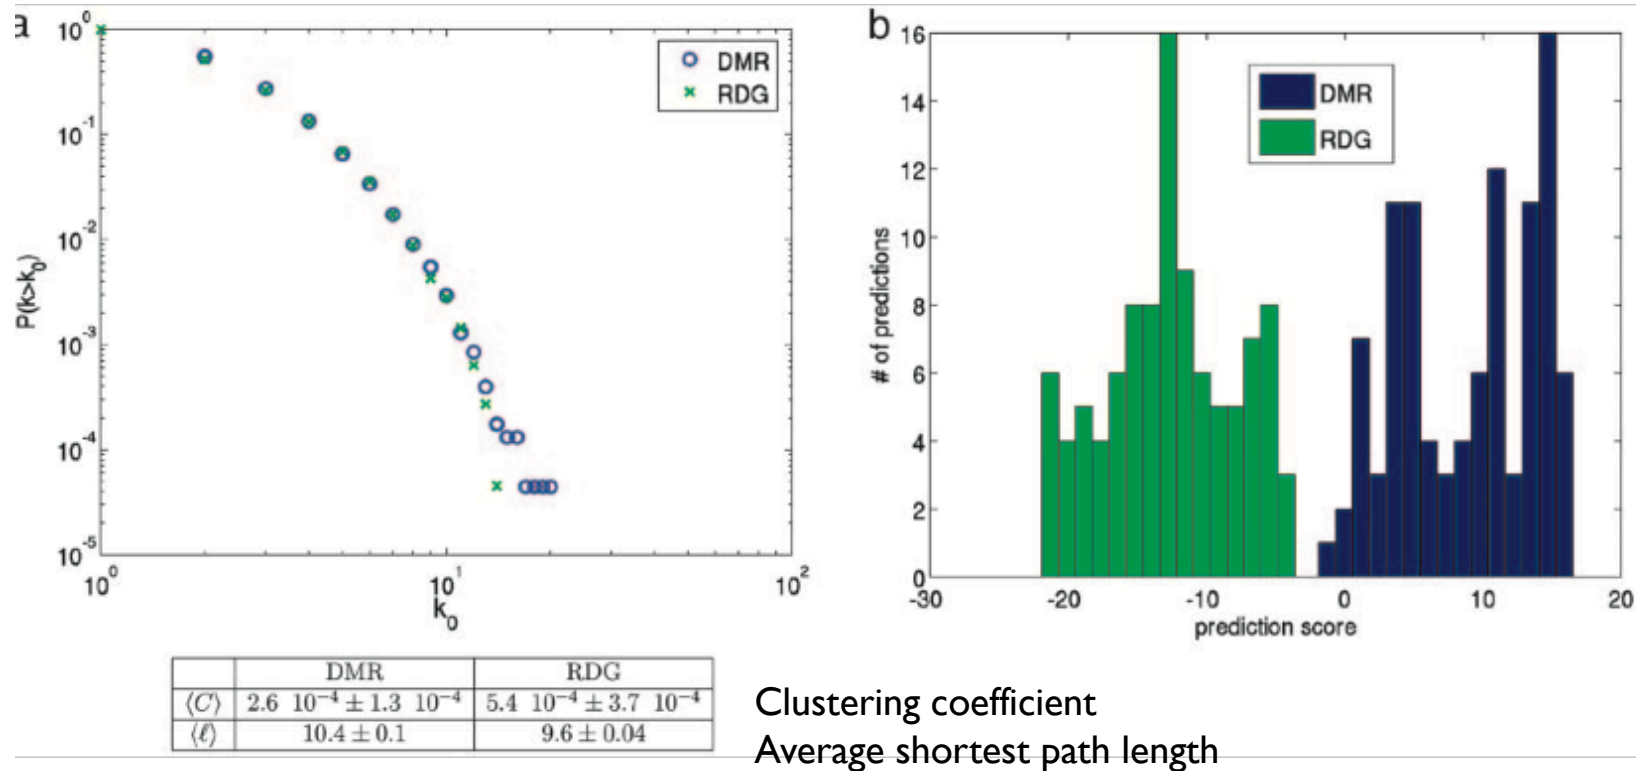 a
10^0
10^-1
10^-2
10^-3
10^-4
10^-5
P(k>k_0)
DMR
RDG
10^0 10^1 10^2
k_0
b
16
14
12
10
8
6
4
2
0
# of predictions
DMR
RDG
-30 -20 -10 0 10 20
prediction score
DMR RDG
⟨C⟩ 2.6 10^-4 ± 1.3 10^-4 5.4 10^-4 ± 3.7 10^-4
⟨ℓ⟩ 10.4 ± 0.1 9.6 ± 0.04
Clustering coefficient
Average shortest path length